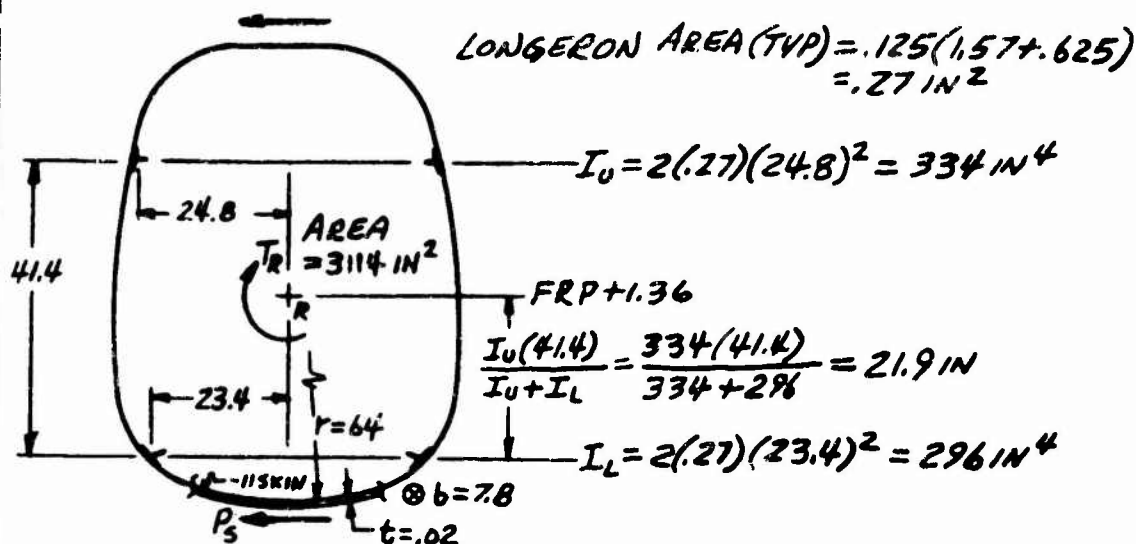 LONGERON AREA (TYP) = .125(1.57+.625)
= .27 IN²
I_U = 2(.27)(24.8)² = 334 IN⁴
24.8
AREA
= 3114 IN²
T_R
41.4
FRP+1.36
R
I_U(41.4) / I_U+I_L = 334(41.4) / 334+296 = 21.9 IN
23.4
r=64
I_L = 2(.27)(23.4)² = 296 IN⁴
-115KIN
⊗ b=7.8
P_S
t=.02